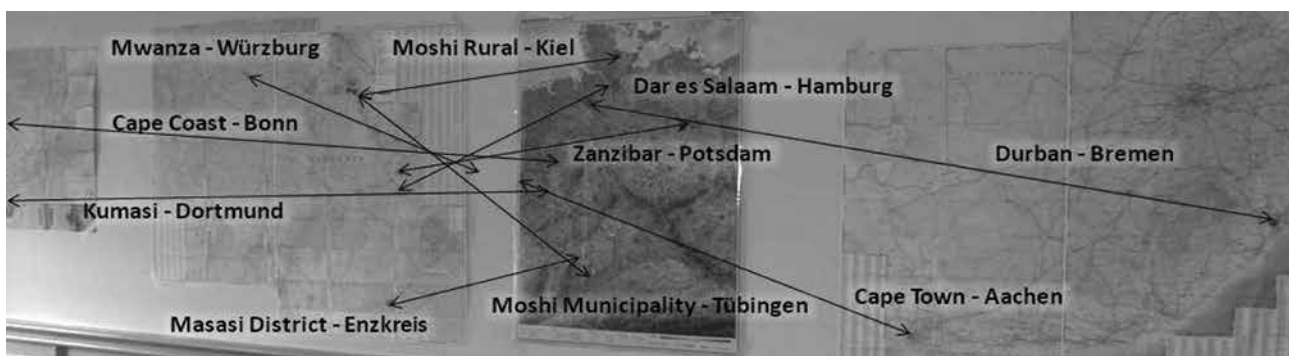 Mwanza - Würzburg
Moshi Rural - Kiel
Dar es Salaam - Hamburg
Cape Coast - Bonn
Zanzibar - Potsdam
Durban - Bremen
Kumasi - Dortmund
Cape Town - Aachen
Moshi Municipality - Tübingen
Masasi District - Enzkreis